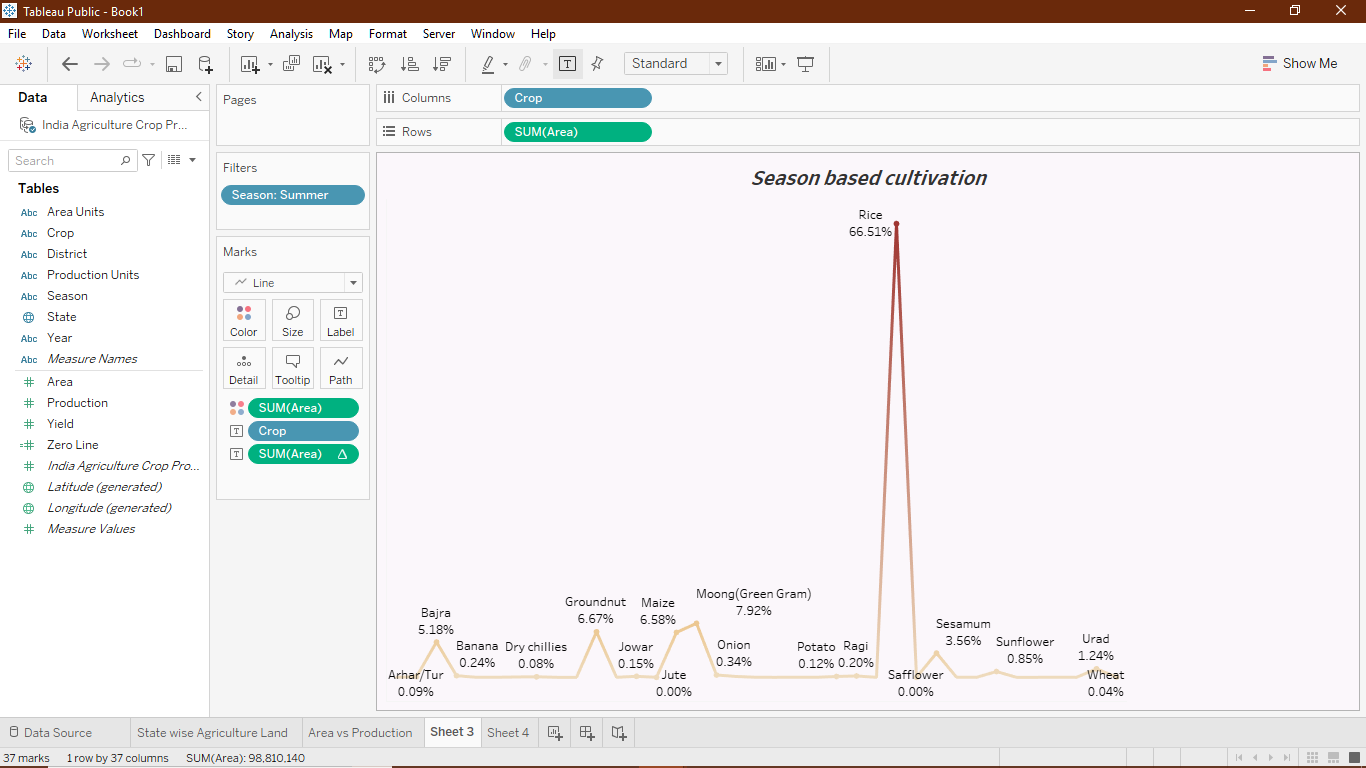 Tableau Public - Book1
File Data Worksheet Dashboard Story Analysis Map Format Server Window Help
Standard
Show Me
Data Analytics
India Agriculture Crop Pr...
Search
Tables
Abc Area Units
Abc Crop
Abc District
Abc Production Units
Abc Season
State
Abc Year
Abc Measure Names
# Area
# Production
# Yield
=# Zero Line
# India Agriculture Crop Pro...
Latitude (generated)
Longitude (generated)
# Measure Values
Pages
Filters
Season: Summer
Marks
Line
Color Size Label
Detail Tooltip Path
SUM(Area)
Crop
SUM(Area) Δ
Columns Crop
Rows SUM(Area)
Season based cultivation
Rice
66.51%
Moong(Green Gram)
7.92%
Groundnut
6.67%
Maize
6.58%
Bajra
5.18%
Sesamum
3.56%
Banana
0.24%
Dry chillies
0.08%
Jowar
0.15%
Onion
0.34%
Potato
0.12%
Ragi
0.20%
Sunflower
0.85%
Urad
1.24%
Arhar/Tur
0.09%
Jute
0.00%
Safflower
0.00%
Wheat
0.04%
Data Source State wise Agriculture Land Area vs Production Sheet 3 Sheet 4
37 marks 1 row by 37 columns SUM(Area): 98,810,140